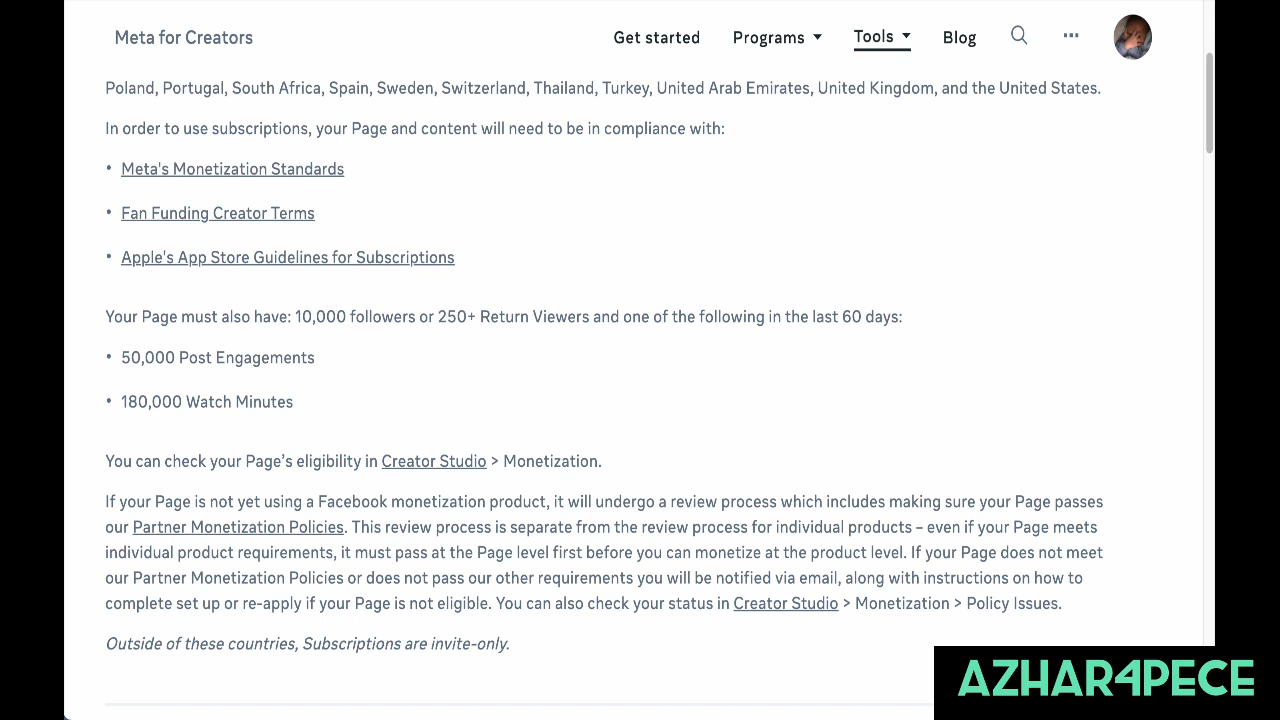 Meta for Creators
Get started Programs Tools Blog
Poland, Portugal, South Africa, Spain, Sweden, Switzerland, Thailand, Turkey, United Arab Emirates, United Kingdom, and the United States.
In order to use subscriptions, your Page and content will need to be in compliance with:
• Meta's Monetization Standards
• Fan Funding Creator Terms
• Apple's App Store Guidelines for Subscriptions
Your Page must also have: 10,000 followers or 250+ Return Viewers and one of the following in the last 60 days:
• 50,000 Post Engagements
• 180,000 Watch Minutes
You can check your Page’s eligibility in Creator Studio > Monetization.
If your Page is not yet using a Facebook monetization product, it will undergo a review process which includes making sure your Page passes
our Partner Monetization Policies. This review process is separate from the review process for individual products – even if your Page meets
individual product requirements, it must pass at the Page level first before you can monetize at the product level. If your Page does not meet
our Partner Monetization Policies or does not pass our other requirements you will be notified via email, along with instructions on how to
complete set up or re-apply if your Page is not eligible. You can also check your status in Creator Studio > Monetization > Policy Issues.
Outside of these countries, Subscriptions are invite-only.
AZHAR4PECE